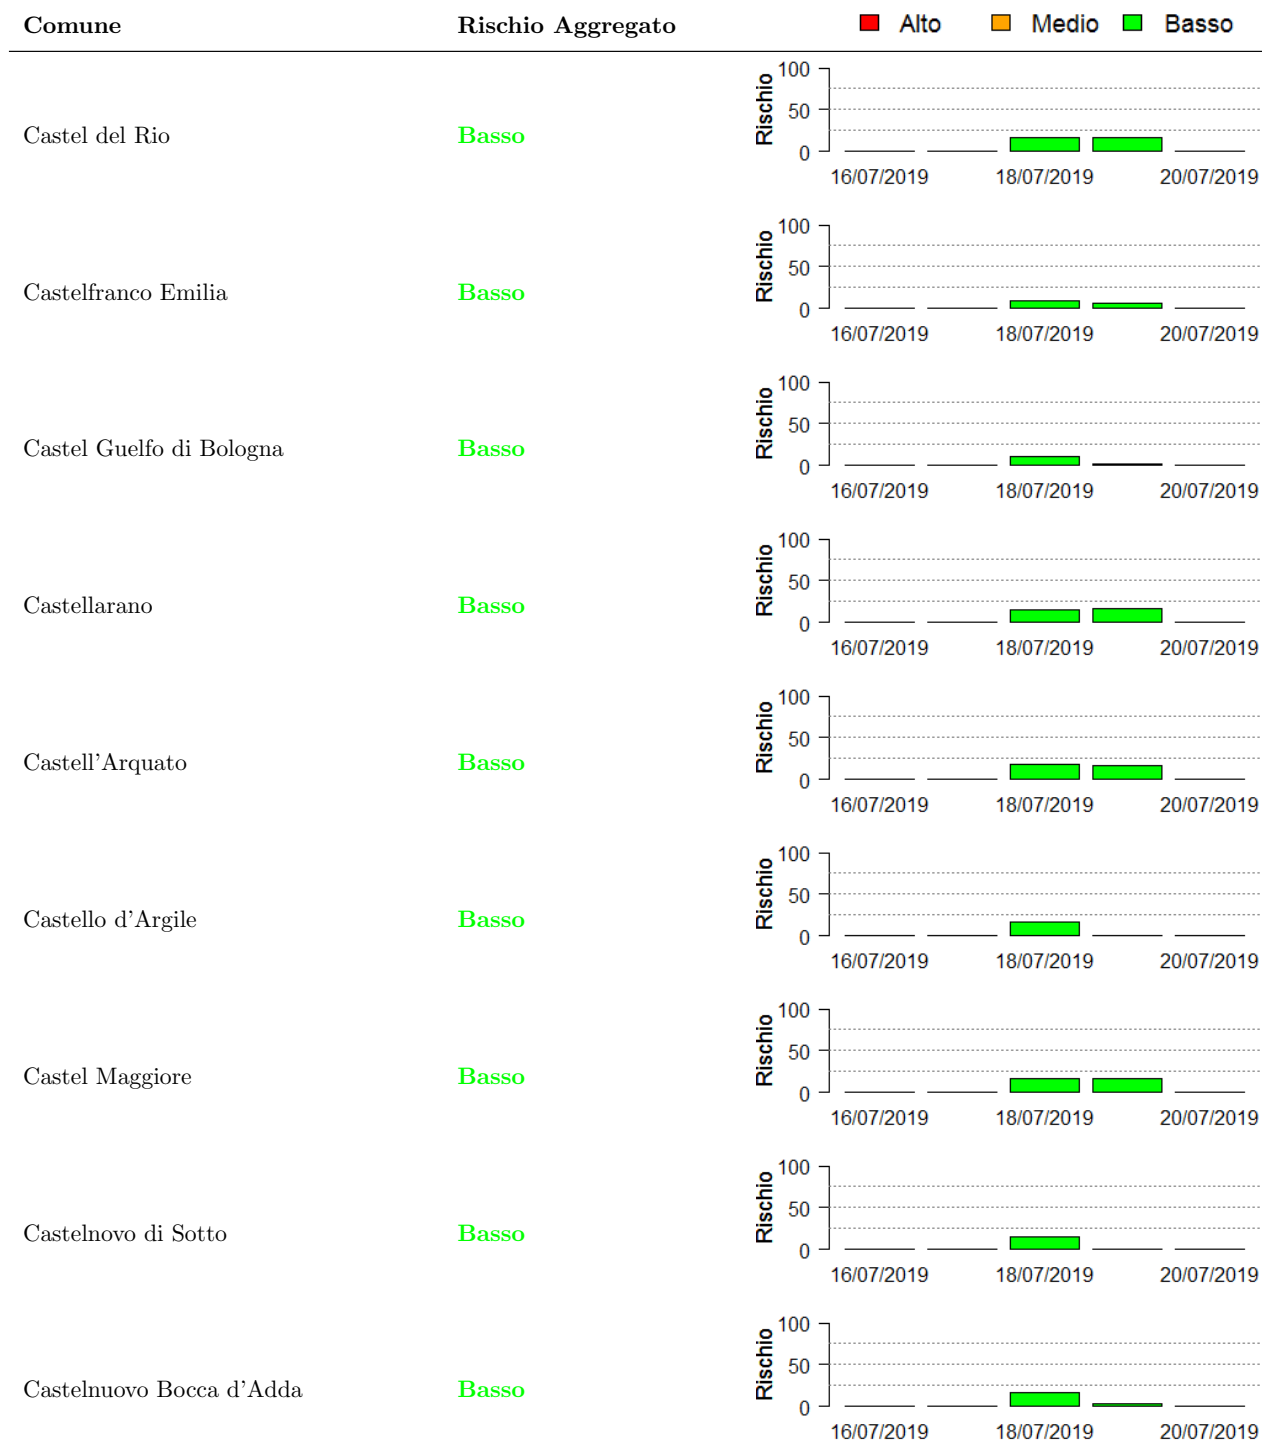 Comune Rischio Aggregato Alto Medio Basso
100
50
0
Rischio
Castel del Rio Basso
16/07/2019 18/07/2019 20/07/2019
100
50
0
Rischio
Castelfranco Emilia Basso
16/07/2019 18/07/2019 20/07/2019
100
50
0
Rischio
Castel Guelfo di Bologna Basso
16/07/2019 18/07/2019 20/07/2019
100
50
0
Rischio
Castellarano Basso
16/07/2019 18/07/2019 20/07/2019
100
50
0
Rischio
Castell'Arquato Basso
16/07/2019 18/07/2019 20/07/2019
100
50
0
Rischio
Castello d'Argile Basso
16/07/2019 18/07/2019 20/07/2019
100
50
0
Rischio
Castel Maggiore Basso
16/07/2019 18/07/2019 20/07/2019
100
50
0
Rischio
Castelnovo di Sotto Basso
16/07/2019 18/07/2019 20/07/2019
100
50
0
Rischio
Castelnuovo Bocca d'Adda Basso
16/07/2019 18/07/2019 20/07/2019